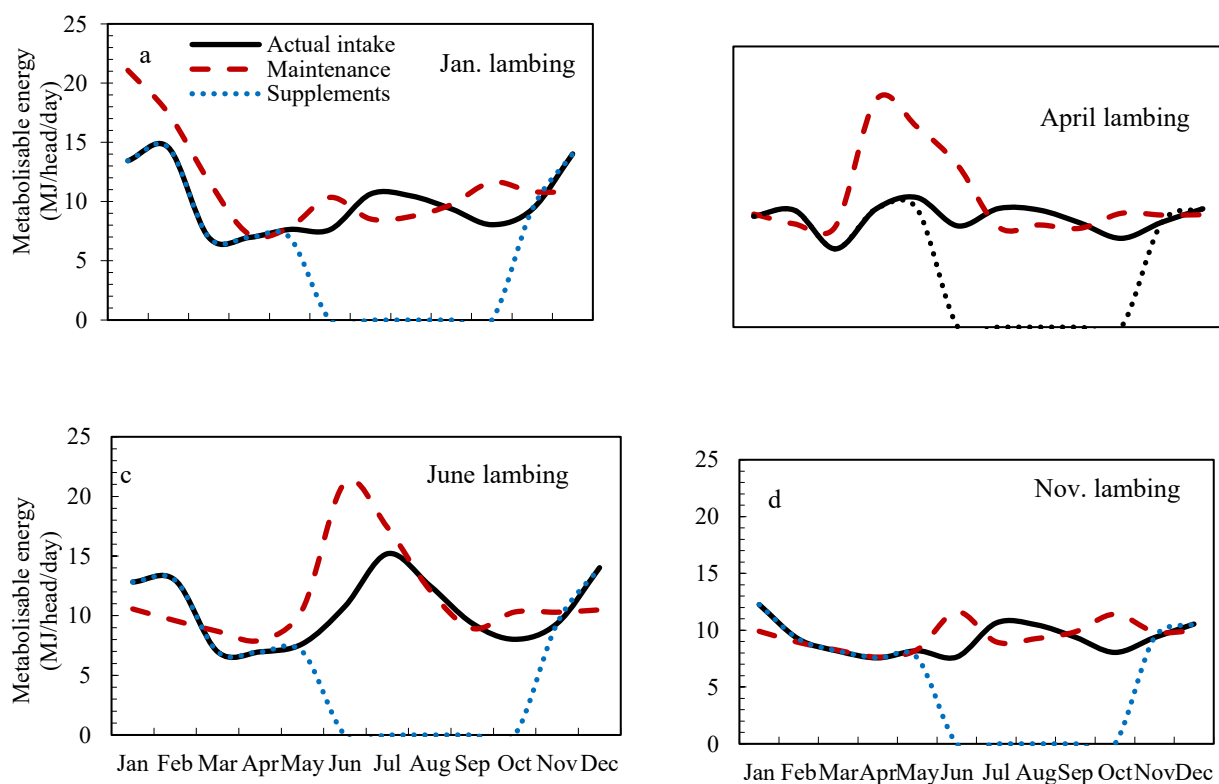 Metabolisable energy
(MJ/head/day)
25
20
15
10
5
0
a
Actual intake
Maintenance
Supplements
Jan. lambing
April lambing
Metabolisable energy
(MJ/head/day)
25
20
15
10
5
0
c
June lambing
Jan Feb Mar Apr May Jun Jul Aug Sep Oct Nov Dec
25
20
15
10
5
0
d
Nov. lambing
Jan Feb Mar Apr May Jun Jul Aug Sep Oct Nov Dec